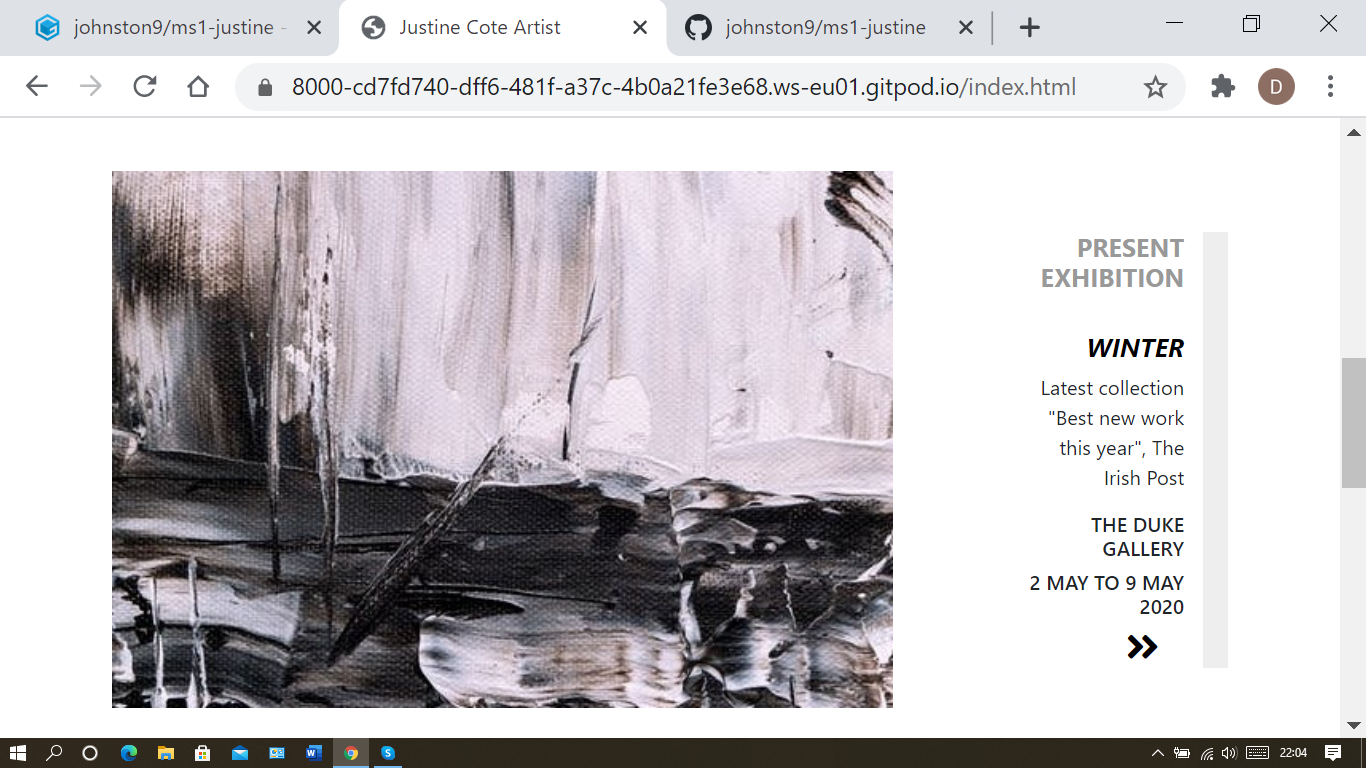 johnston9/ms1-justine -
Justine Cote Artist
johnston9/ms1-justine
8000-cd7fd740-dff6-481f-a37c-4b0a21fe3e68.ws-eu01.gitpod.io/index.html
D
PRESENT
EXHIBITION
WINTER
Latest collection
"Best new work
this year", The
Irish Post
THE DUKE
GALLERY
2 MAY TO 9 MAY
2020
22:04